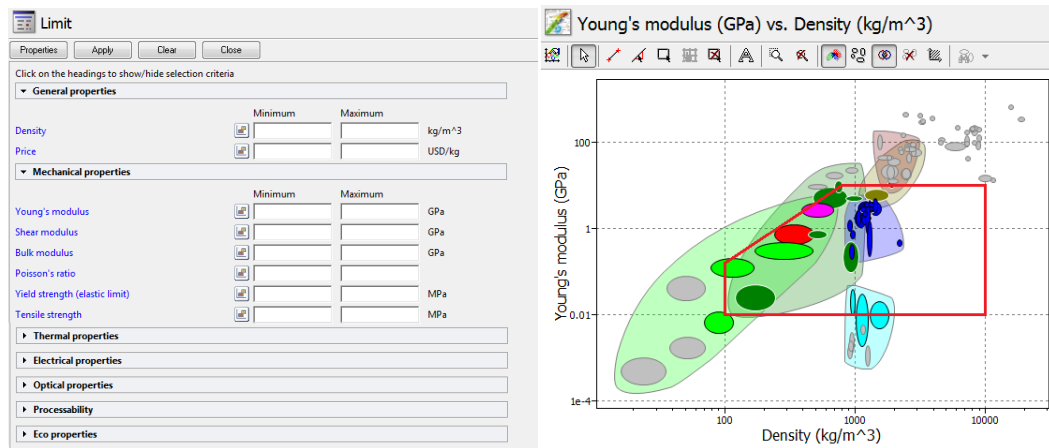 Limit
Properties Apply Clear Close
Click on the headings to show/hide selection criteria
General properties
Minimum Maximum
Density kg/m^3
Price USD/kg
Mechanical properties
Minimum Maximum
Young's modulus GPa
Shear modulus GPa
Bulk modulus GPa
Poisson's ratio
Yield strength (elastic limit) MPa
Tensile strength MPa
Thermal properties
Electrical properties
Optical properties
Processability
Eco properties
Young's modulus (GPa) vs. Density (kg/m^3)
A
Young's modulus (GPa)
100
1
0.01
1e-4
100 1000 10000
Density (kg/m^3)